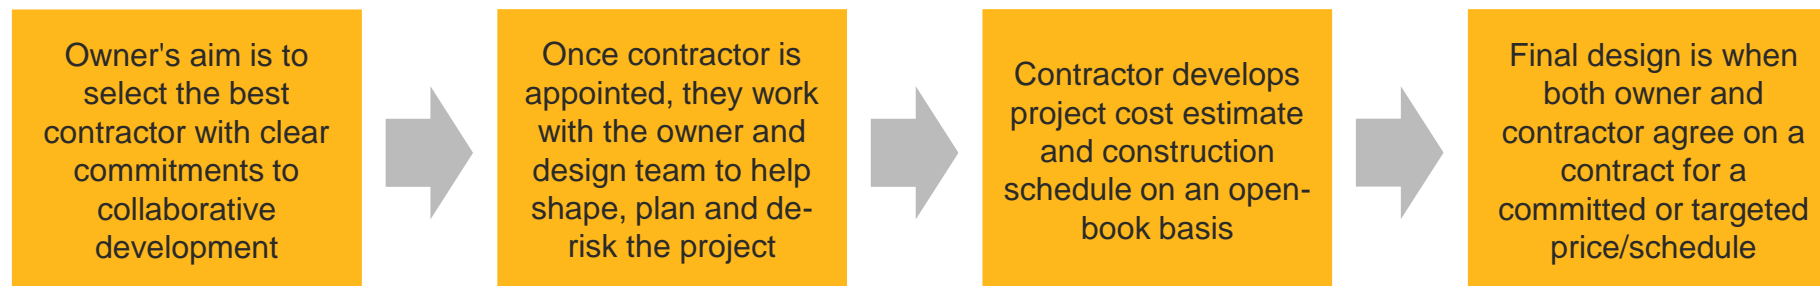 Owner's aim is to
select the best
contractor with clear
commitments to
collaborative
development
Once contractor is
appointed, they work
with the owner and
design team to help
shape, plan and de-
risk the project
Contractor develops
project cost estimate
and construction
schedule on an open-
book basis
Final design is when
both owner and
contractor agree on a
contract for a
committed or targeted
price/schedule